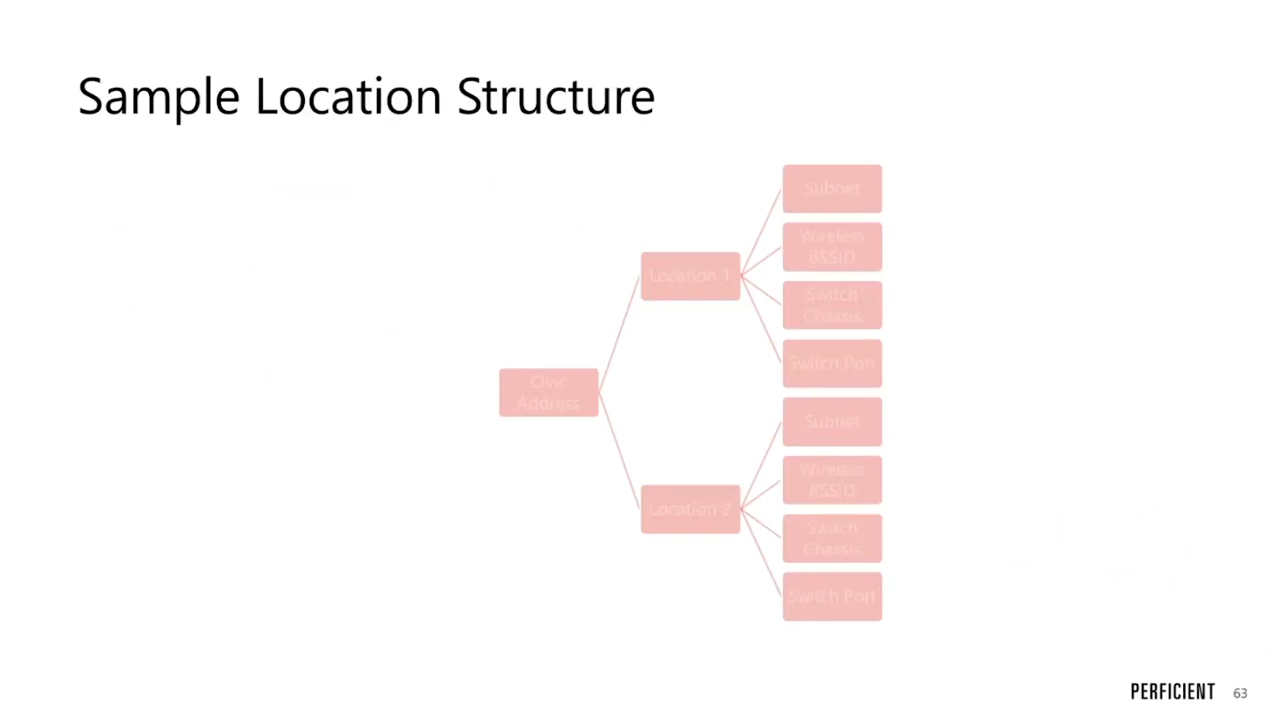 Sample Location Structure
Subnet
Wireless
BSSID
Location 1
Switch
Chassis
Switch Port
Civic
Address
Subnet
Wireless
BSSID
Location 2
Switch
Chassis
Switch Port
PERFICIENT 63